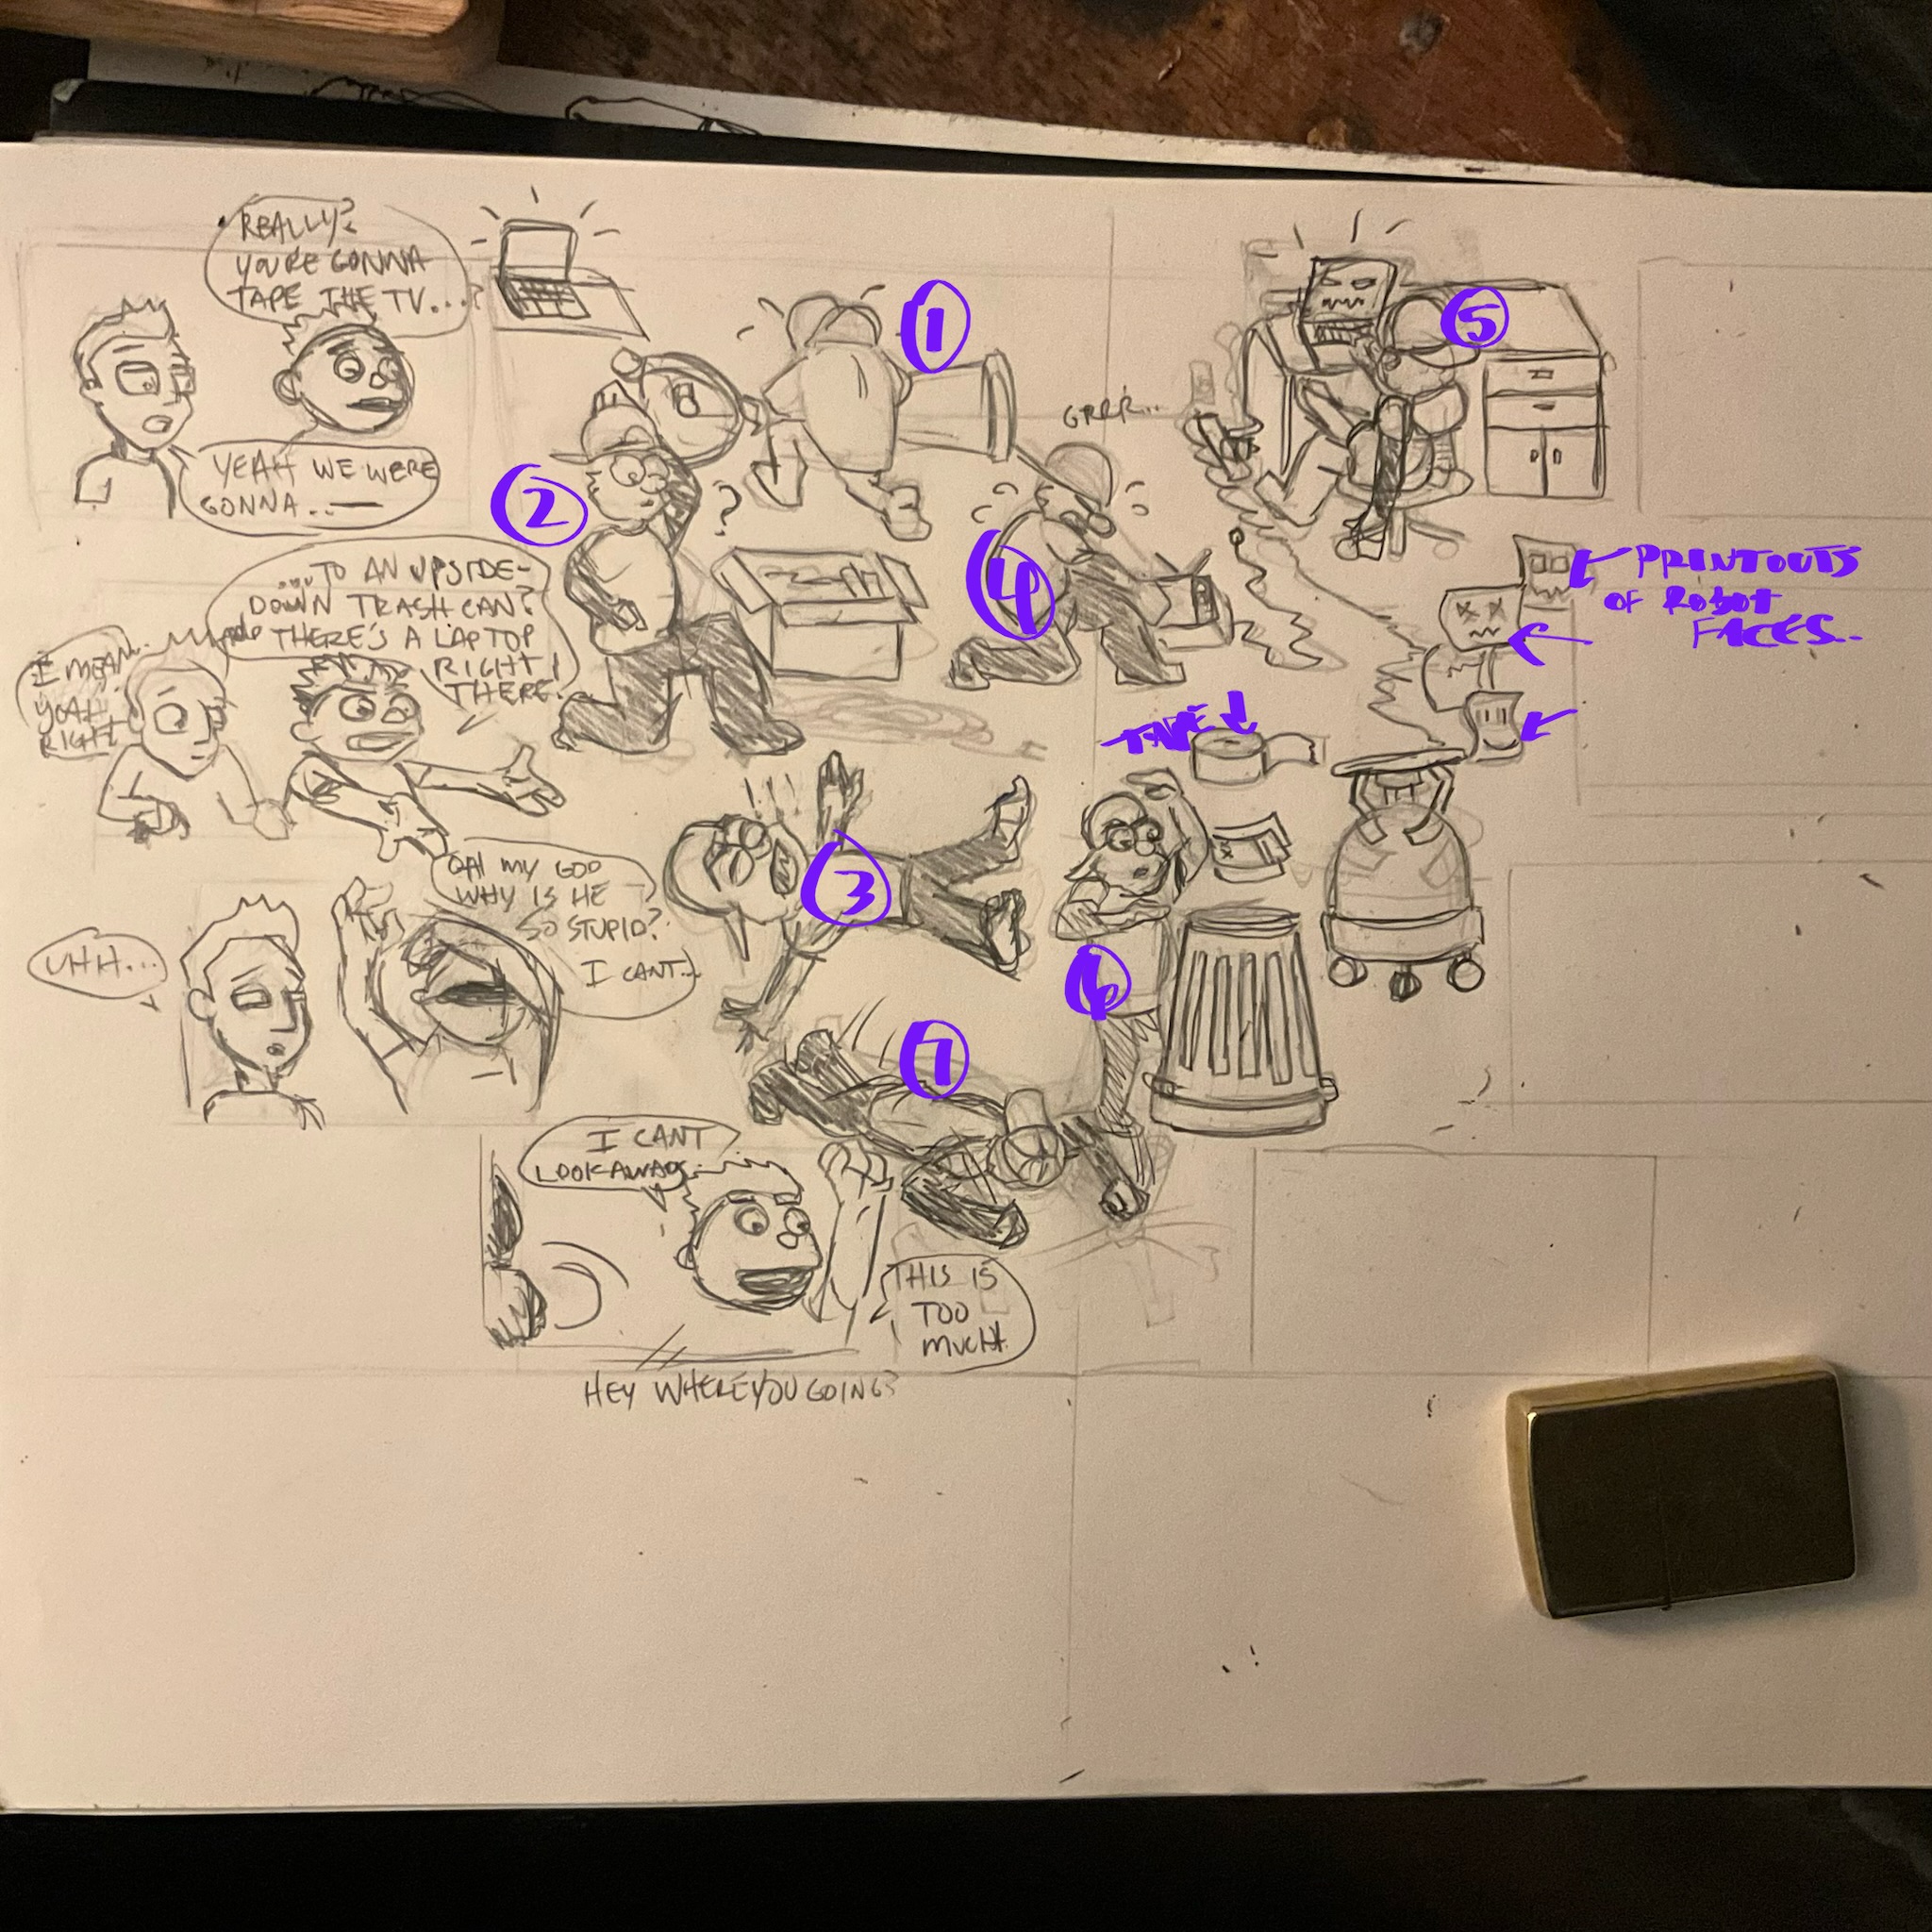 REALLY?
YOU'RE GONNA
TAPE THE TV...?
YEAH WE WERE
GONNA..
...TO AN UPSIDE-
DOWN TRASH CAN?
THERE'S A LAPTOP
RIGHT
THERE!
I MEAN..
YEAH
RIGHT
OH MY GOD
WHY IS HE
SO STUPID?
I CANT..
UHH...
I CANT
LOOK AWAY
THIS IS
TOO
MUCH!
HEY WHERE YOU GOING?
1
2
?
3
GRRR...
4
5
PRINTOUTS
OF ROBOT
FACES..
TAPE
6
7